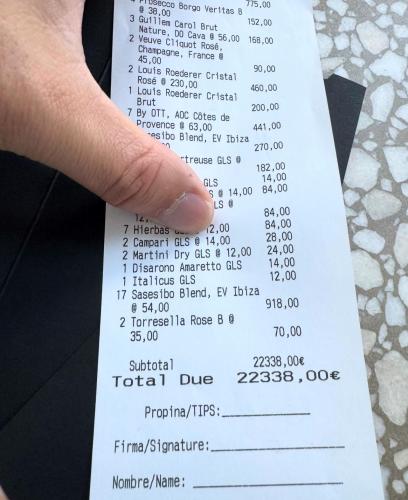 775,00
Prosecco Borgo Veritas B
@ 38,00 152,00
3 Guillem Carol Brut
Nature, DO Cava @ 56,00 168,00
2 Veuve Cliquot Rosé,
Champagne, France @
45,00 90,00
2 Louis Roederer Cristal
Rosé @ 230,00 460,00
1 Louis Roederer Cristal
Brut 200,00
7 By OTT, AOC Côtes de
Provence @ 63,00 441,00
Sasesibo Blend, EV Ibiza
270,00
GLS @
182,00
GLS 14,00
@ 14,00 84,00
@
84,00
7 Hierbas 12,00 84,00
2 Campari GLS @ 14,00 28,00
2 Martini Dry GLS @ 12,00 24,00
1 Disarono Amaretto GLS 14,00
1 Italicus GLS 12,00
17 Sasesibo Blend, EV Ibiza
@ 54,00 918,00
2 Torresella Rose B @
35,00 70,00
Subtotal 22338,00€
Total Due 22338,00€
Propina/TIPS:
Firma/Signature:
Nombre/Name: